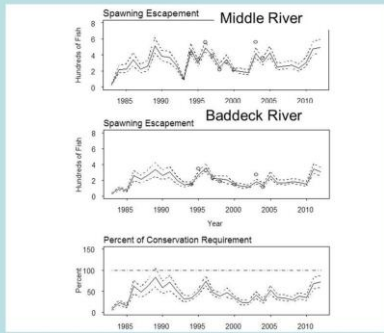 Spawning Escapement Middle River
Hundreds of Fish
8
6
4
2
0
1985 1990 1995 2000 2005 2010
Spawning Escapement Baddeck River
Hundreds of Fish
8
6
4
2
0
1985 1990 1995 2000 2005 2010
Year
Percent of Conservation Requirement
Percent
150
100
50
0
1985 1990 1995 2000 2005 2010